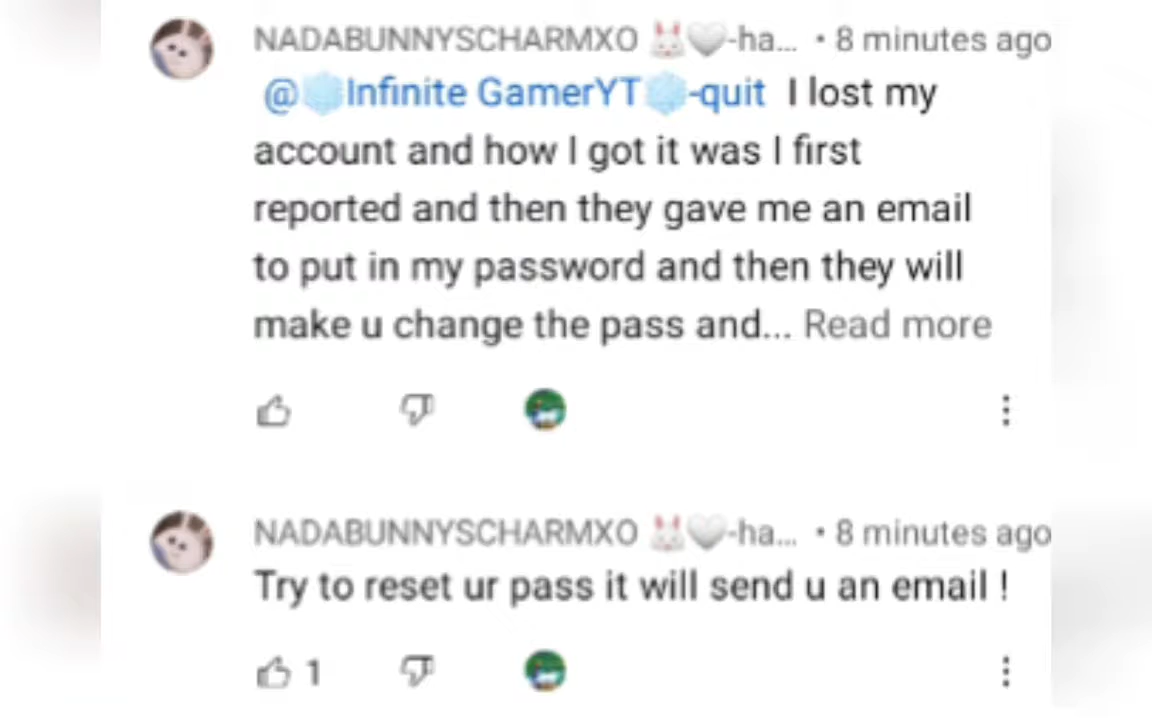 NADABUNNYSCHARMXO 🐰🤍-ha... • 8 minutes ago
@🧊Infinite GamerYT🧊-quit I lost my
account and how I got it was I first
reported and then they gave me an email
to put in my password and then they will
make u change the pass and... Read more
NADABUNNYSCHARMXO 🐰🤍-ha... • 8 minutes ago
Try to reset ur pass it will send u an email !
1